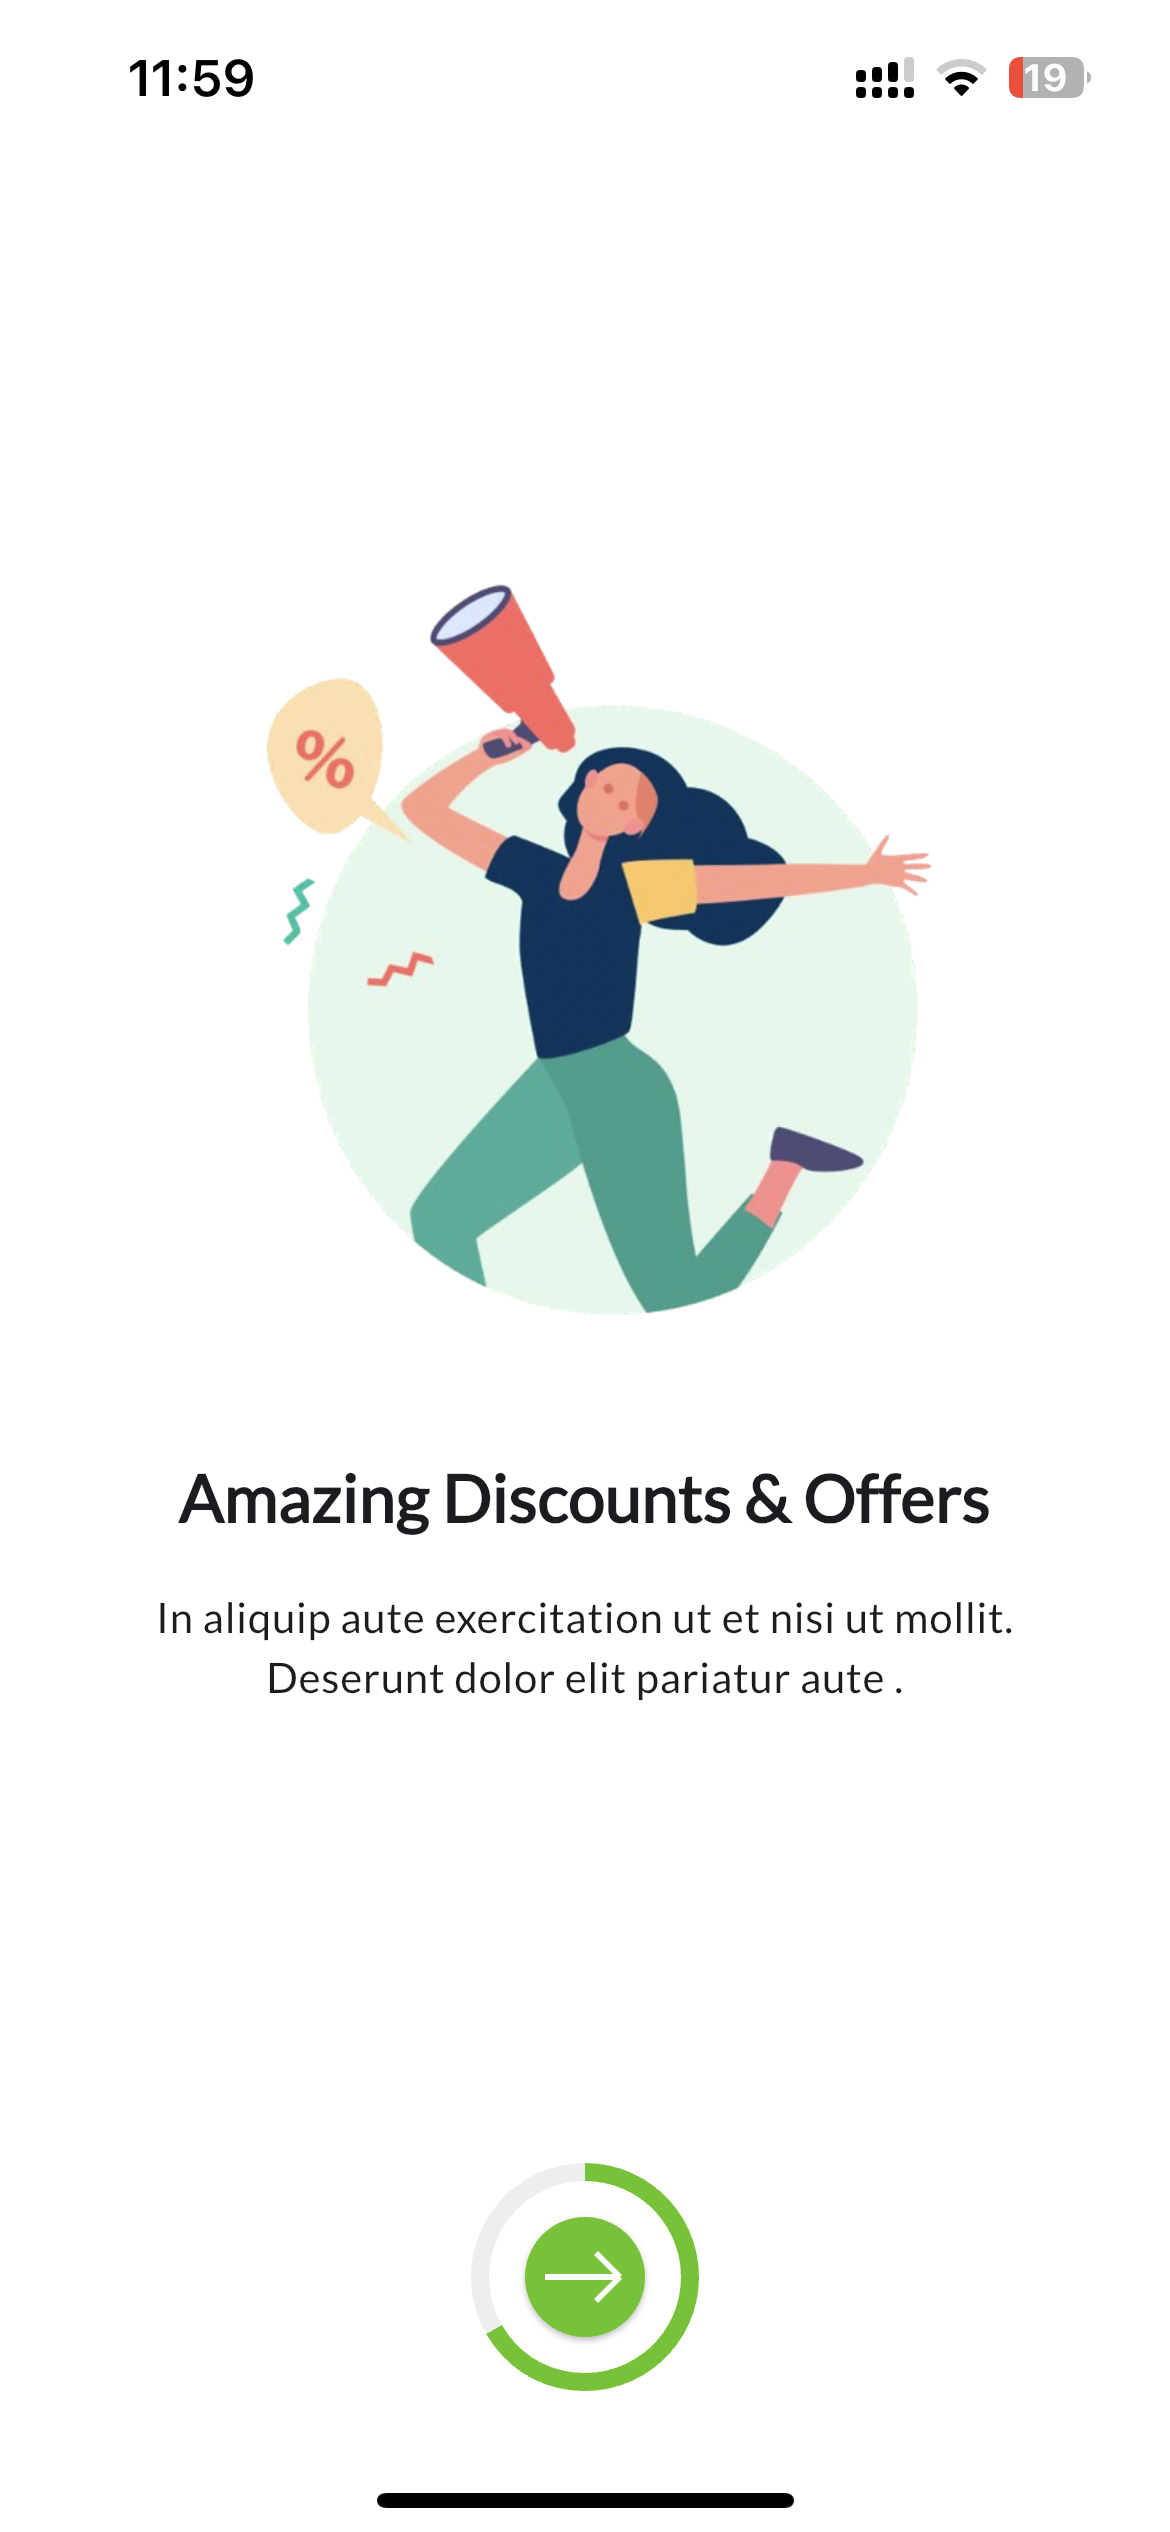 11:59
19
%
Amazing Discounts & Offers
In aliquip aute exercitation ut et nisi ut mollit.
Deserunt dolor elit pariatur aute .